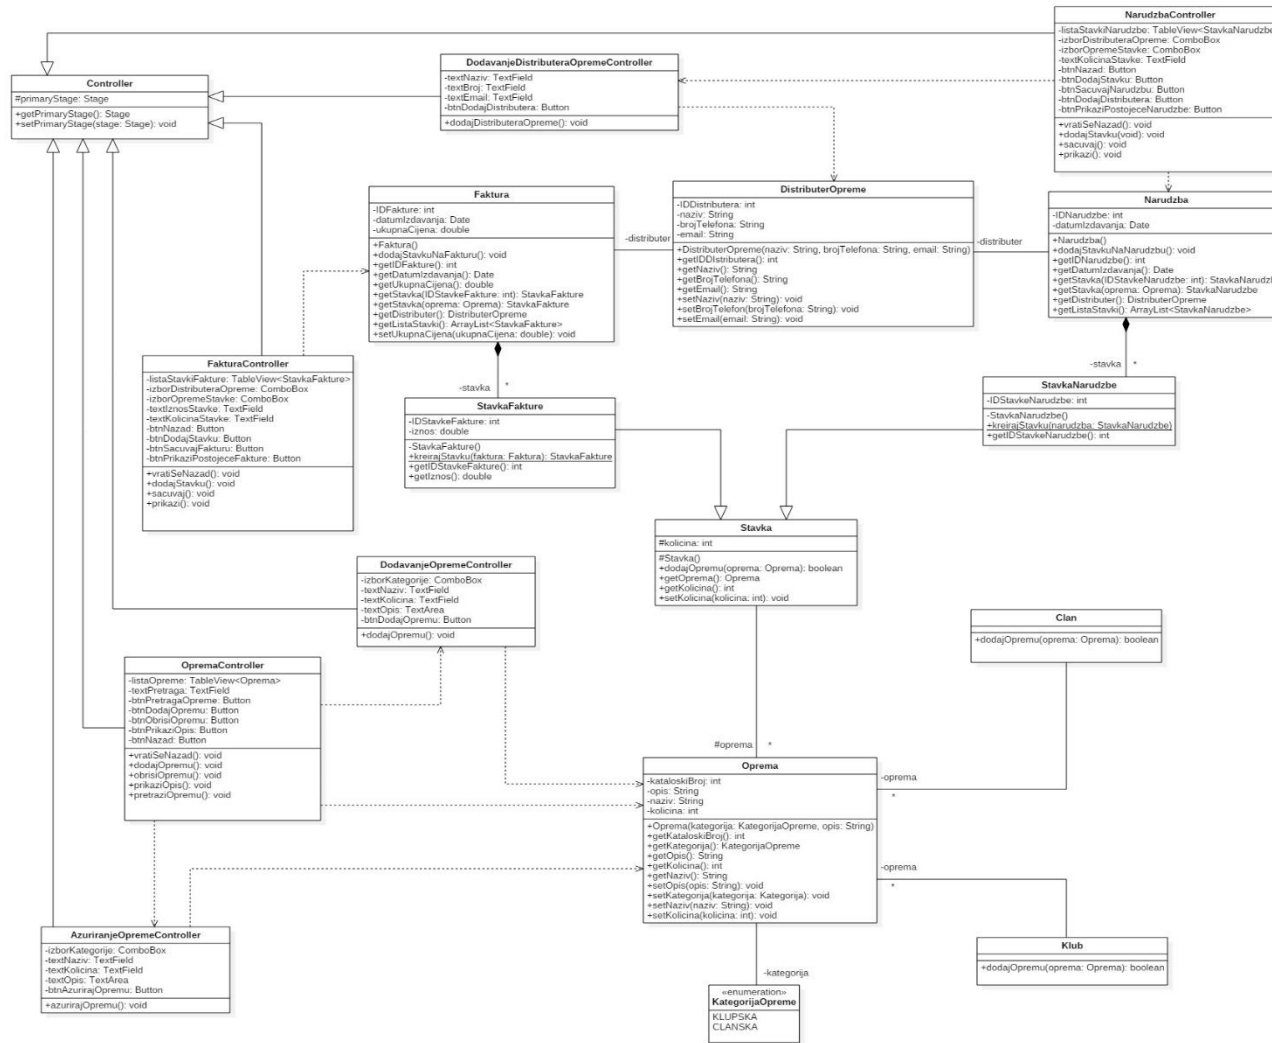 NarudzbaController
-listaStavkiNarudzbe: TableView<StavkaNarudzbe
-izborDistributeraOpreme: ComboBox
-izborOpremeStavke: ComboBox
-textKolicinaStavke: TextField
-btnNazad: Button
-btnDodajStavku: Button
-btnSacuvajNarudzbu: Button
-btnDodajDistributera: Button
-btnPrikaziPostojeceNarudzbe: Button
+vratiSeNazad(): void
+dodajStavku(void): void
+sacuvaj(): void
+prikazi(): void
DodavanjeDistributeraOpremeController
-textNaziv: TextField
-textBroj: TextField
-textEmail: TextField
-btnDodajDistributera: Button
+dodajDistributeraOpreme(): void
Controller
#primaryStage: Stage
+getPrimaryStage(): Stage
+setPrimaryStage(stage: Stage): void
Faktura
-IDFakture: int
-datumIzdavanja: Date
-ukupnaCijena: double
+Faktura()
+dodajStavkuNaFakturu(): void
+getIDFakture(): int
+getDatumIzdavanja(): Date
+getUkupnaCijena(): double
+getStavka(IDStavkeFakture: int): StavkaFakture
+getStavka(oprema: Oprema): StavkaFakture
+getDistributer(): DistributerOpreme
+getListaStavki(): ArrayList<StavkaFakture>
+setUkupnaCijena(ukupnaCijena: double): void
-distributer
DistributerOpreme
-IDDistributera: int
-naziv: String
-brojTelefona: String
-email: String
+DistributerOpreme(naziv: String, brojTelefona: String, email: String)
+getIDDIstributera(): int
+getNaziv(): String
+getBrojTelefona(): String
+getEmail(): String
+setNaziv(naziv: String): void
+setBrojTelefon(brojTelefona: String): void
+setEmail(email: String): void
-distributer
Narudzba
-IDNarudzbe: int
-datumIzdavanja: Date
+Narudzba()
+dodajStavkuNaNarudzbu(): void
+getIDNarudzbe(): int
+getDatumIzdavanja(): Date
+getStavka(IDStavkeNarudzbe: int): StavkaNarudzb
+getStavka(oprema: Oprema): StavkaNarudzbe
+getDistributer(): DistributerOpreme
+getListaStavki(): ArrayList<StavkaNarudzbe>
FakturaController
-listaStavkiFakture: TableView<StavkaFakture>
-izborDistributeraOpreme: ComboBox
-izborOpremeStavke: ComboBox
-textIznosStavke: TextField
-textKolicinaStavke: TextField
-btnNazad: Button
-btnDodajStavku: Button
-btnSacuvajFakturu: Button
-btnPrikaziPostojeceFakture: Button
+vratiSeNazad(): void
+dodajStavku(): void
+sacuvaj(): void
+prikazi(): void
-stavka *
StavkaFakture
-IDStavkeFakture: int
-iznos: double
-StavkaFakture()
+kreirajStavku(faktura: Faktura): StavkaFakture
+getIDStavkeFakture(): int
+getIznos(): double
-stavka *
StavkaNarudzbe
-IDStavkeNarudzbe: int
-StavkaNarudzbe()
+kreirajStavku(narudzba: StavkaNarudzbe)
+getIDStavkeNarudzbe(): int
Stavka
#kolicina: int
#Stavka()
+dodajOpremu(oprema: Oprema): boolean
+getOprema(): Oprema
+getKolicina(): int
+setKolicina(kolicina: int): void
DodavanjeOpremeController
-izborKategorije: ComboBox
-textNaziv: TextField
-textKolicina: TextField
-textOpis: TextArea
-btnDodajOpremu: Button
+dodajOpremu(): void
Clan
+dodajOpremu(oprema: Oprema): boolean
OpremaController
-listaOpreme: TableView<Oprema>
-textPretraga: TextField
-btnPretragaOpreme: Button
-btnDodajOpremu: Button
-btnObrisiOpremu: Button
-btnPrikaziOpis: Button
-btnNazad: Button
+vratiSeNazad(): void
+dodajOpremu(): void
+obrisiOpremu(): void
+prikaziOpis(): void
+pretraziOpremu(): void
#oprema *
Oprema
-kataloskiBroj: int
-opis: String
-naziv: String
-kolicina: int
+Oprema(kategorija: KategorijaOpreme, opis: String)
+getKataloskiBroj(): int
+getKategorija(): KategorijaOpreme
+getOpis(): String
+getKolicina(): int
+getNaziv(): String
+setOpis(opis: String): void
+setKategorija(kategorija: Kategorija): void
+setNaziv(naziv: String): void
+setKolicina(kolicina: int): void
-oprema
*
-oprema
*
AzuriranjeOpremeController
-izborKategorije: ComboBox
-textNaziv: TextField
-textKolicina: TextField
-textOpis: TextArea
-btnAzurirajOpremu: Button
+azurirajOpremu(): void
Klub
+dodajOpremu(oprema: Oprema): boolean
-kategorija
«enumeration»
KategorijaOpreme
KLUPSKA
CLANSKA